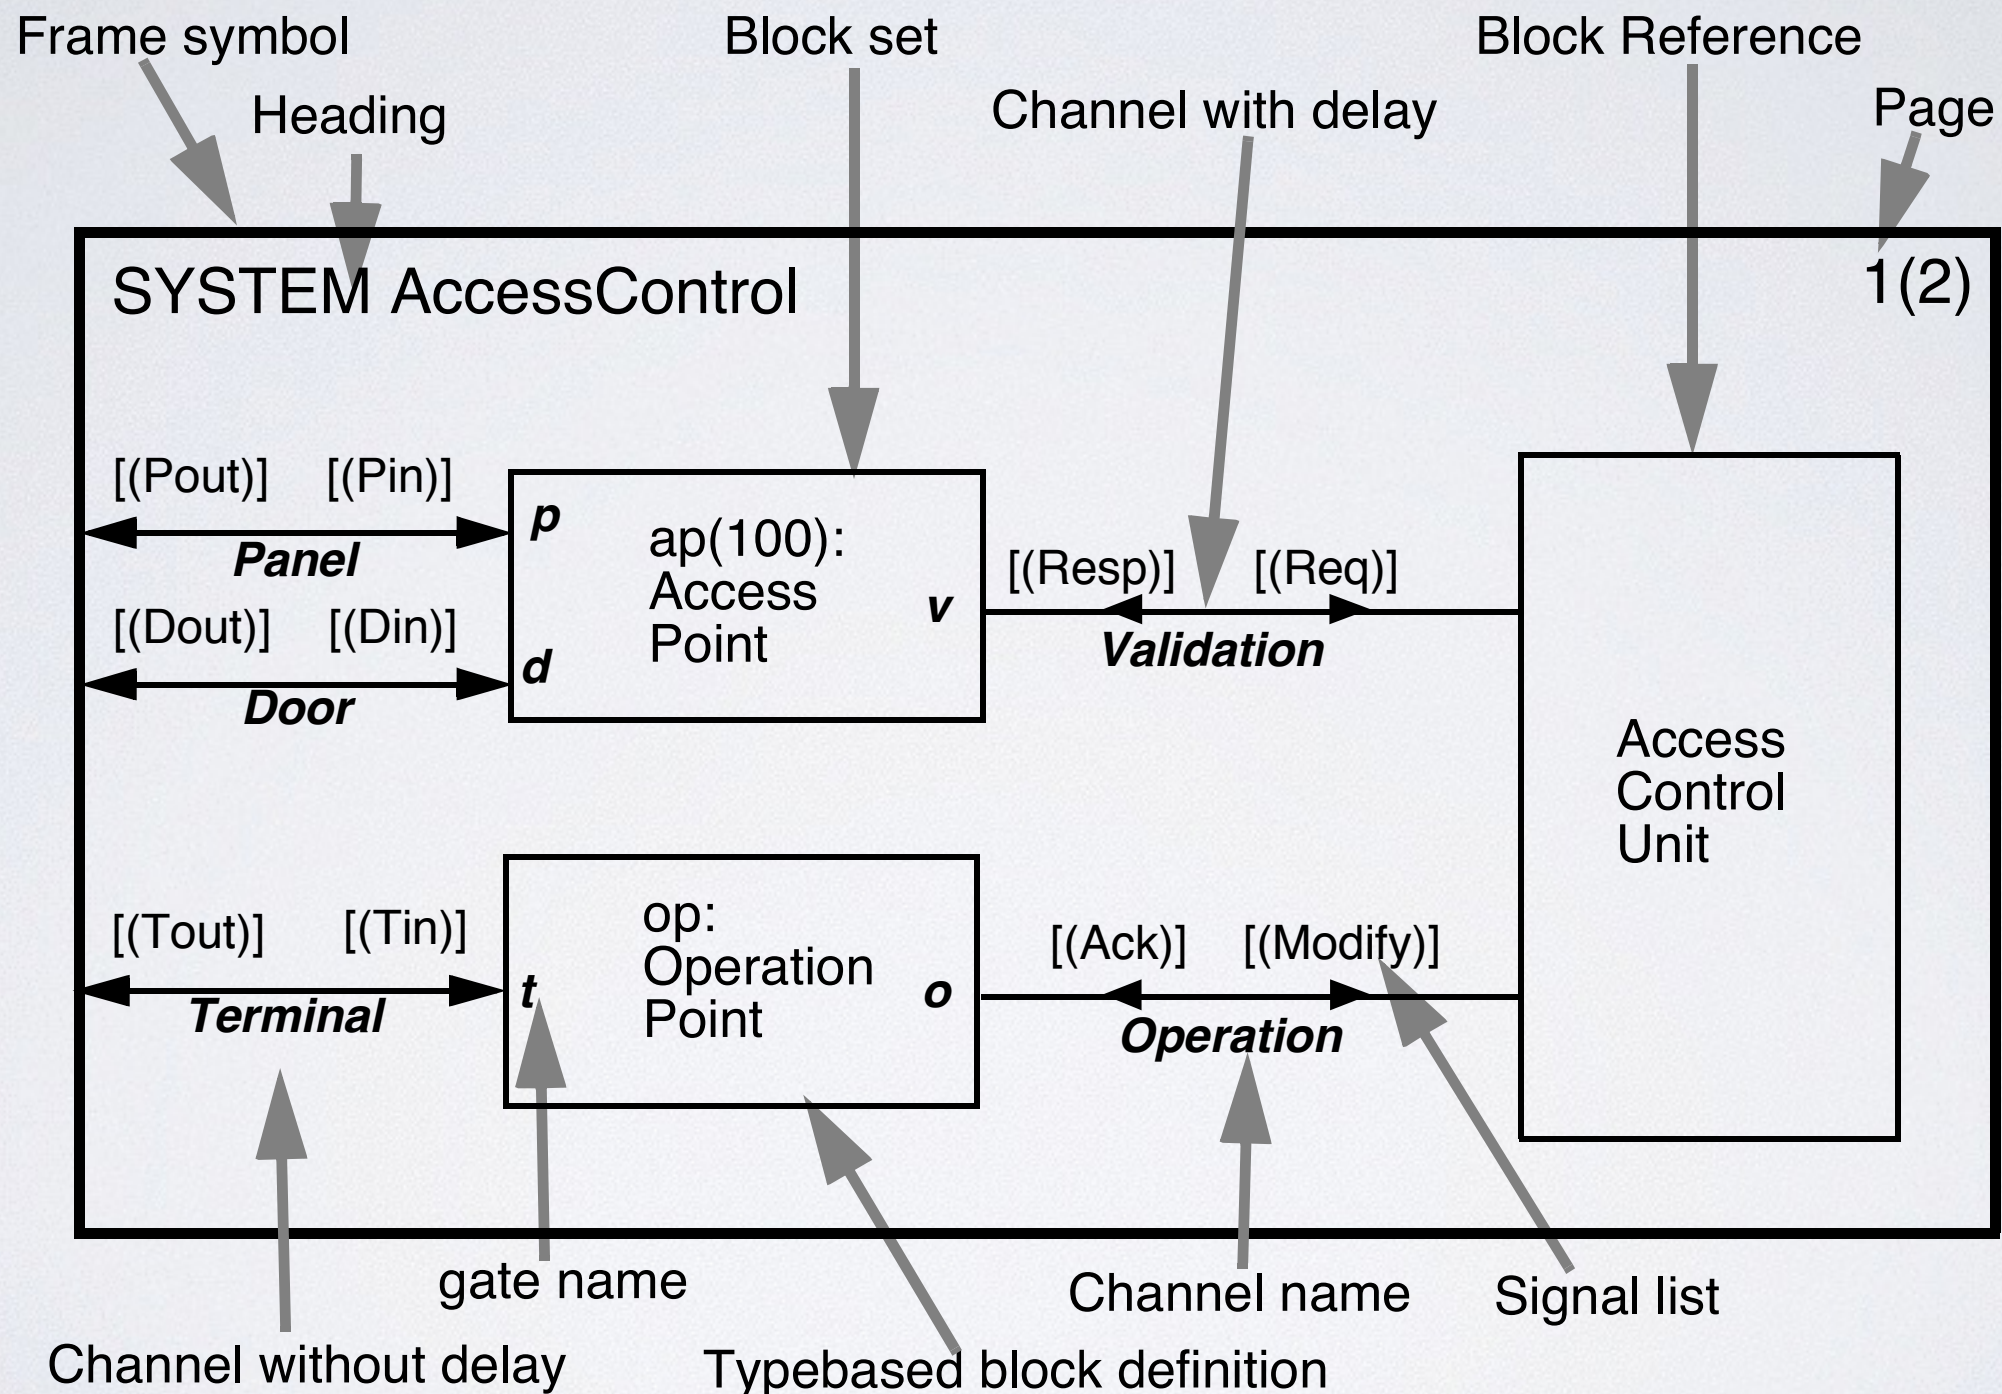 Frame symbol
Block set
Block Reference
Heading
Channel with delay
Page
SYSTEM AccessControl
1(2)
[(Pout)] [(Pin)]
Panel
p
ap(100):
Access
Point
v
[(Dout)] [(Din)]
Door
d
[(Resp)] [(Req)]
Validation
Access
Control
Unit
[(Tout)] [(Tin)]
Terminal
t
op:
Operation
Point
o
[(Ack)] [(Modify)]
Operation
gate name
Channel name
Signal list
Channel without delay
Typebased block definition